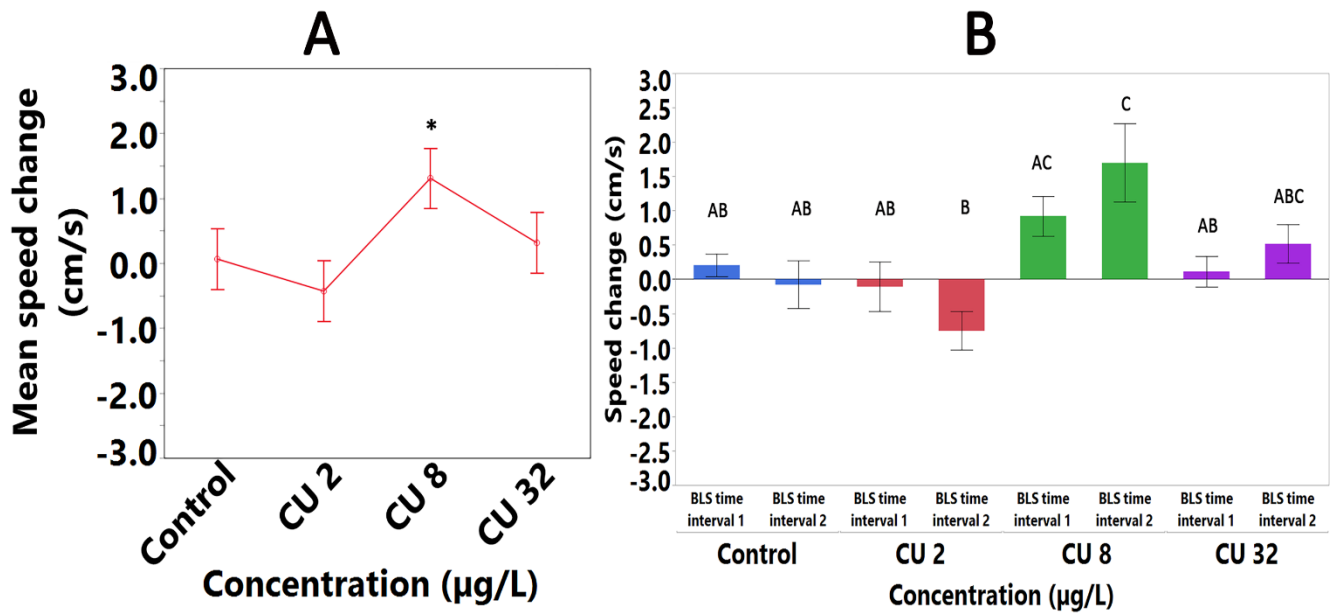 A
Mean speed change
(cm/s)
3.0
2.0
1.0
0.0
-1.0
-2.0
-3.0
*
Control
CU 2
CU 8
CU 32
Concentration (µg/L)
B
Speed change (cm/s)
3.0
2.5
2.0
1.5
1.0
0.5
0.0
-0.5
-1.0
-1.5
-2.0
-2.5
-3.0
AB
AB
AB
B
AC
C
AB
ABC
BLS time
interval 1
BLS time
interval 2
BLS time
interval 1
BLS time
interval 2
BLS time
interval 1
BLS time
interval 2
BLS time
interval 1
BLS time
interval 2
Control
CU 2
CU 8
CU 32
Concentration (µg/L)